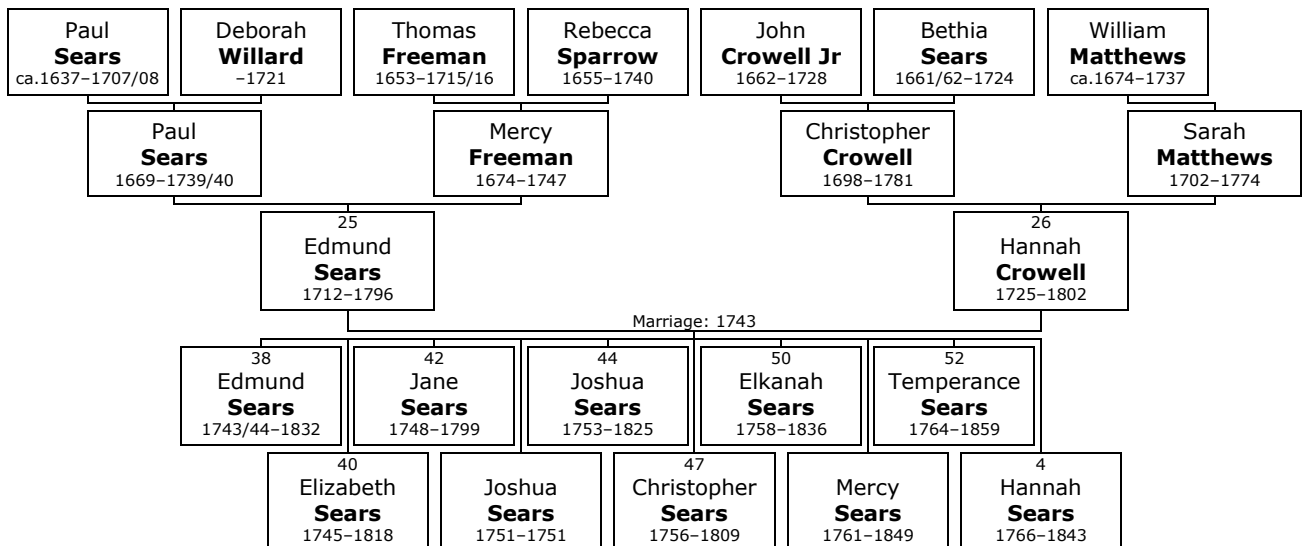 Paul
Sears
ca.1637–1707/08
Deborah
Willard
–1721
Thomas
Freeman
1653–1715/16
Rebecca
Sparrow
1655–1740
John
Crowell Jr
1662–1728
Bethia
Sears
1661/62–1724
William
Matthews
ca.1674–1737
Paul
Sears
1669–1739/40
Mercy
Freeman
1674–1747
Christopher
Crowell
1698–1781
Sarah
Matthews
1702–1774
25
Edmund
Sears
1712–1796
26
Hannah
Crowell
1725–1802
Marriage: 1743
38
Edmund
Sears
1743/44–1832
42
Jane
Sears
1748–1799
44
Joshua
Sears
1753–1825
50
Elkanah
Sears
1758–1836
52
Temperance
Sears
1764–1859
40
Elizabeth
Sears
1745–1818
Joshua
Sears
1751–1751
47
Christopher
Sears
1756–1809
Mercy
Sears
1761–1849
4
Hannah
Sears
1766–1843